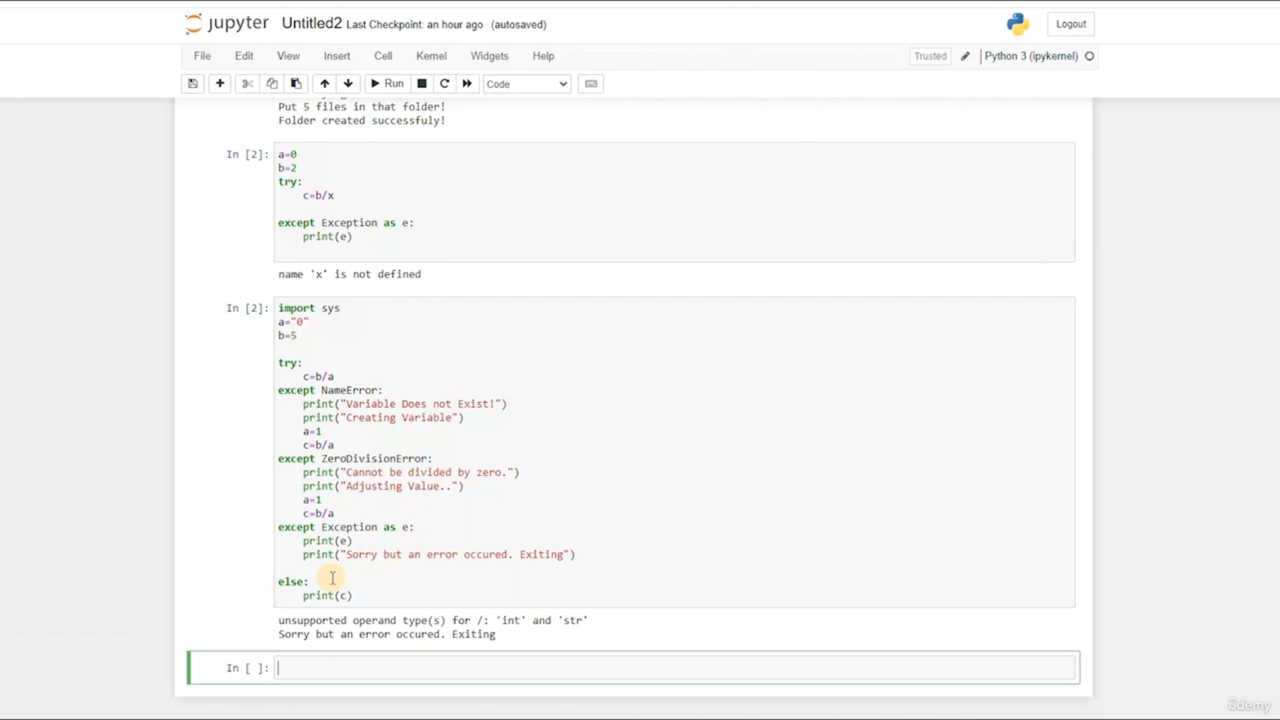 jupyter Untitled2 Last Checkpoint: an hour ago (autosaved)
Logout
File Edit View Insert Cell Kernel Widgets Help
Trusted Python 3 (ipykernel)
Run Code
Put 5 files in that folder!
Folder created successfuly!
In [2]: a=0
b=2
try:
    c=b/x
except Exception as e:
    print(e)
name 'x' is not defined
In [2]: import sys
a="0"
b=5
try:
    c=b/a
except NameError:
    print("Variable Does not Exist!")
    print("Creating Variable")
    a=1
    c=b/a
except ZeroDivisionError:
    print("Cannot be divided by zero.")
    print("Adjusting Value..")
    a=1
    c=b/a
except Exception as e:
    print(e)
    print("Sorry but an error occured. Exiting")
else:
    print(c)
unsupported operand type(s) for /: 'int' and 'str'
Sorry but an error occured. Exiting
In [ ]:
ûdemy